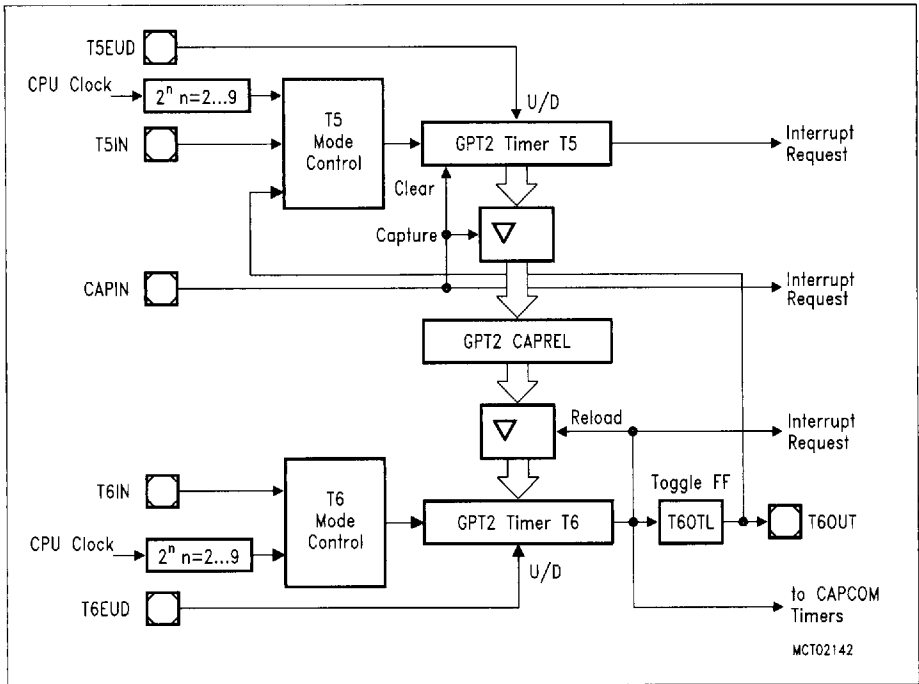 T5EUD
CPU Clock
2ⁿ n=2...9
T5
Mode
Control
U/D
T5IN
GPT2 Timer T5
Interrupt
Request
Clear
Capture
CAPIN
Interrupt
Request
GPT2 CAPREL
Reload
Interrupt
Request
T6IN
T6
Mode
Control
Toggle FF
GPT2 Timer T6
T6OTL
T6OUT
CPU Clock
2ⁿ n=2...9
U/D
T6EUD
to CAPCOM
Timers
MCT02142